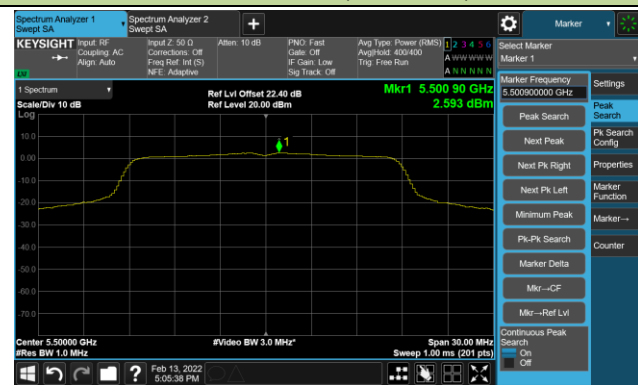 Spectrum Analyzer 1
Swept SA
Spectrum Analyzer 2
Swept SA
+
Marker
KEYSIGHT
Input: RF
Coupling: AC
Align: Auto
Input Z: 50 Ω
Corrections: Off
Freq Ref: Int (S)
NFE: Adaptive
Atten: 10 dB
PNO: Fast
Gate: Off
IF Gain: Low
Sig Track: Off
Avg Type: Power (RMS)
Avg|Hold: 400/400
Trig: Free Run
1 2 3 4 5 6
A W W W W W
A N N N N N
LXI
Select Marker
Marker 1
1 Spectrum
Scale/Div 10 dB
Log
Ref Lvl Offset 22.40 dB
Ref Level 20.00 dBm
Mkr1 5.500 90 GHz
2.593 dBm
1
10.0
0.00
-10.0
-20.0
-30.0
-40.0
-50.0
-60.0
-70.0
Center 5.50000 GHz
#Res BW 1.0 MHz
#Video BW 3.0 MHz*
Span 30.00 MHz
Sweep 1.00 ms (201 pts)
Marker Frequency
5.500900000 GHz
Peak Search
Next Peak
Next Pk Right
Next Pk Left
Minimum Peak
Pk-Pk Search
Marker Delta
Mkr→CF
Mkr→Ref Lvl
Continuous Peak
Search
On
Off
Settings
Peak
Search
Pk Search
Config
Properties
Marker
Function
Marker→
Counter
?
Feb 13, 2022
5:05:38 PM